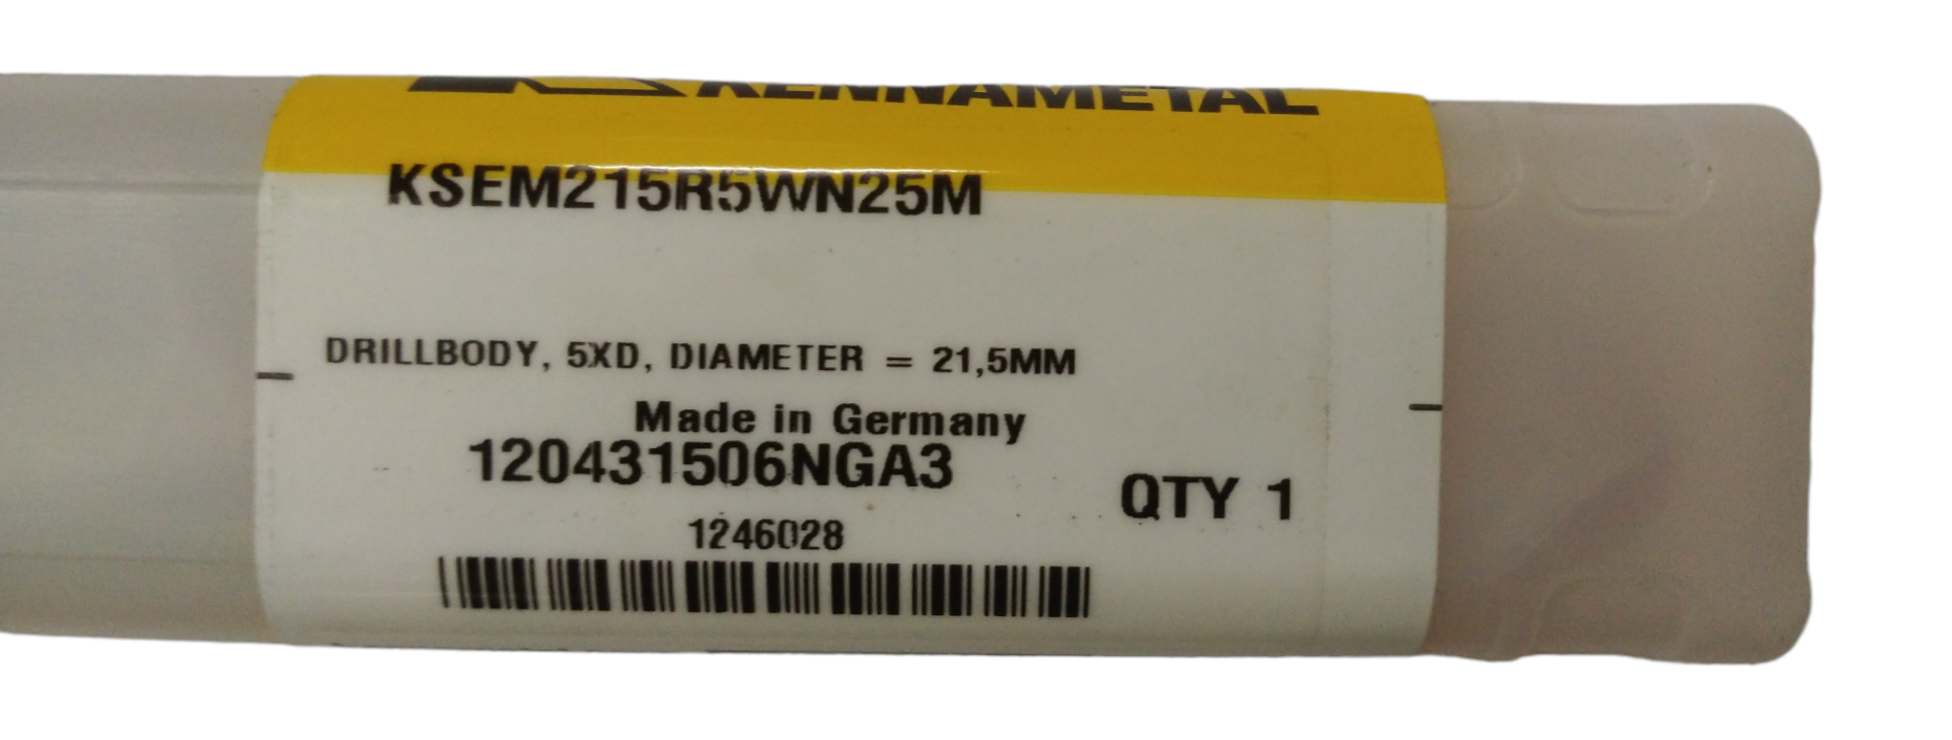 KENNAMETAL
KSEM215R5WN25M
DRILLBODY, 5XD, DIAMETER = 21,5MM
Made in Germany
120431506NGA3
QTY 1
1246028